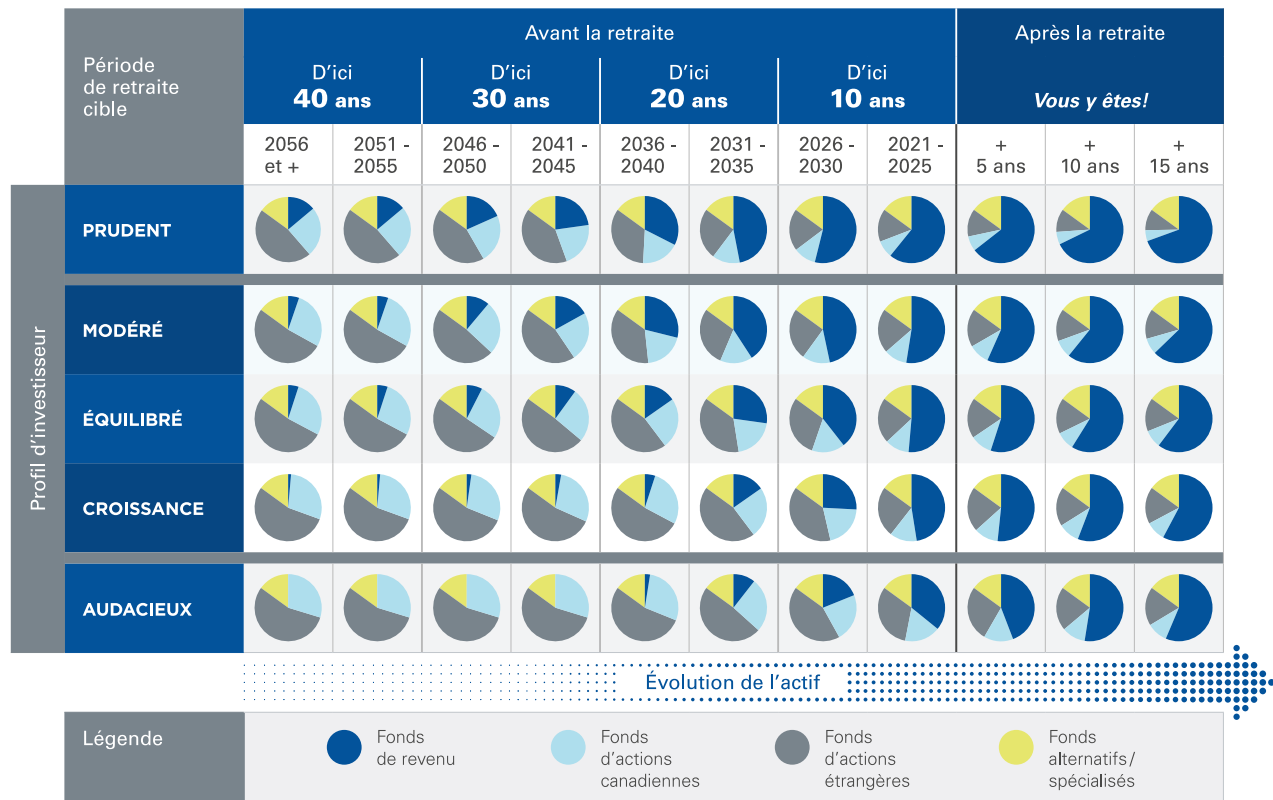 Période
de retraite
cible
Avant la retraite
Après la retraite
D'ici
40 ans
D'ici
30 ans
D'ici
20 ans
D'ici
10 ans
Vous y êtes!
2056
et +
2051 -
2055
2046 -
2050
2041 -
2045
2036 -
2040
2031 -
2035
2026 -
2030
2021 -
2025
+
5 ans
+
10 ans
+
15 ans
Profil d'investisseur
PRUDENT
MODÉRÉ
ÉQUILIBRÉ
CROISSANCE
AUDACIEUX
Évolution de l'actif
Légende
Fonds
de revenu
Fonds
d'actions
canadiennes
Fonds
d'actions
étrangères
Fonds
alternatifs/
spécialisés